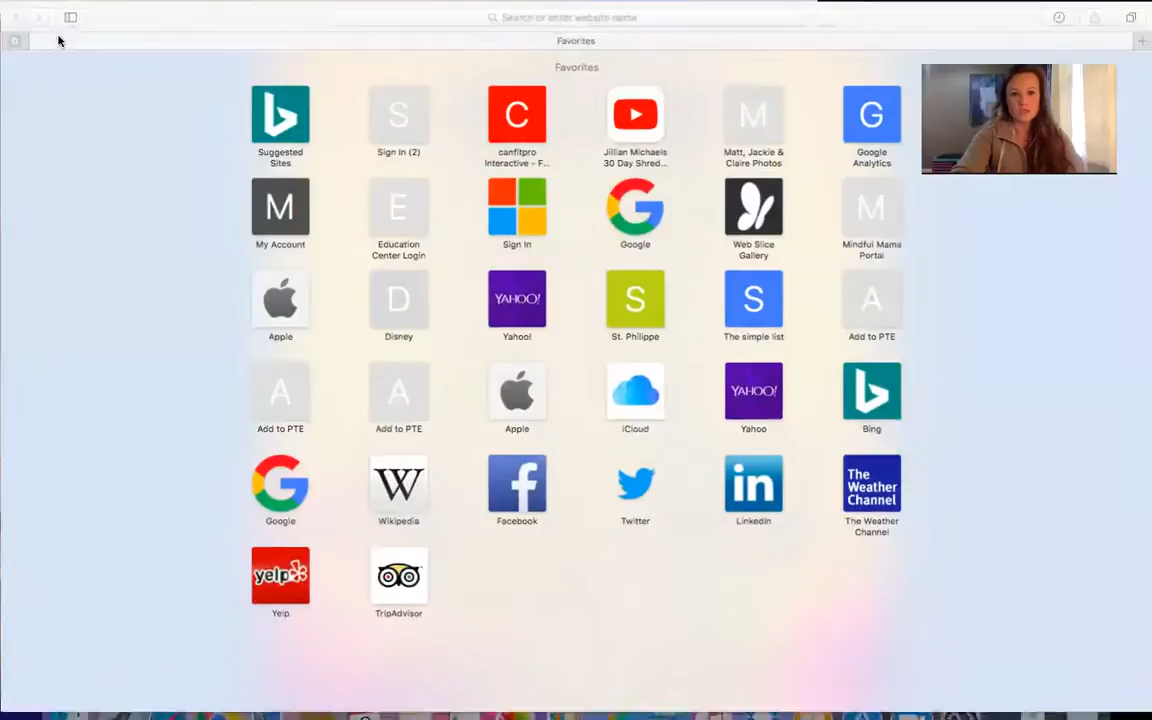 Search or enter website name
Favorites
Favorites
S
C
M
G
Suggested
Sites
Sign In (2)
canfitpro
Interactive - F...
Jillian Michaels
30 Day Shred...
Matt, Jackie &
Claire Photos
Google
Analytics
M
E
G
M
My Account
Education
Center Login
Sign In
Google
Web Slice
Gallery
Mindful Mama
Portal
D
YAHOO!
S
S
A
Apple
Disney
Yahoo!
St. Philippe
The simple list
Add to PTE
A
A
YAHOO!
Add to PTE
Add to PTE
Apple
iCloud
Yahoo
Bing
G
W
f
in
The
Weather
Channel
Google
Wikipedia
Facebook
Twitter
LinkedIn
The Weather
Channel
yelp
Yelp
TripAdvisor